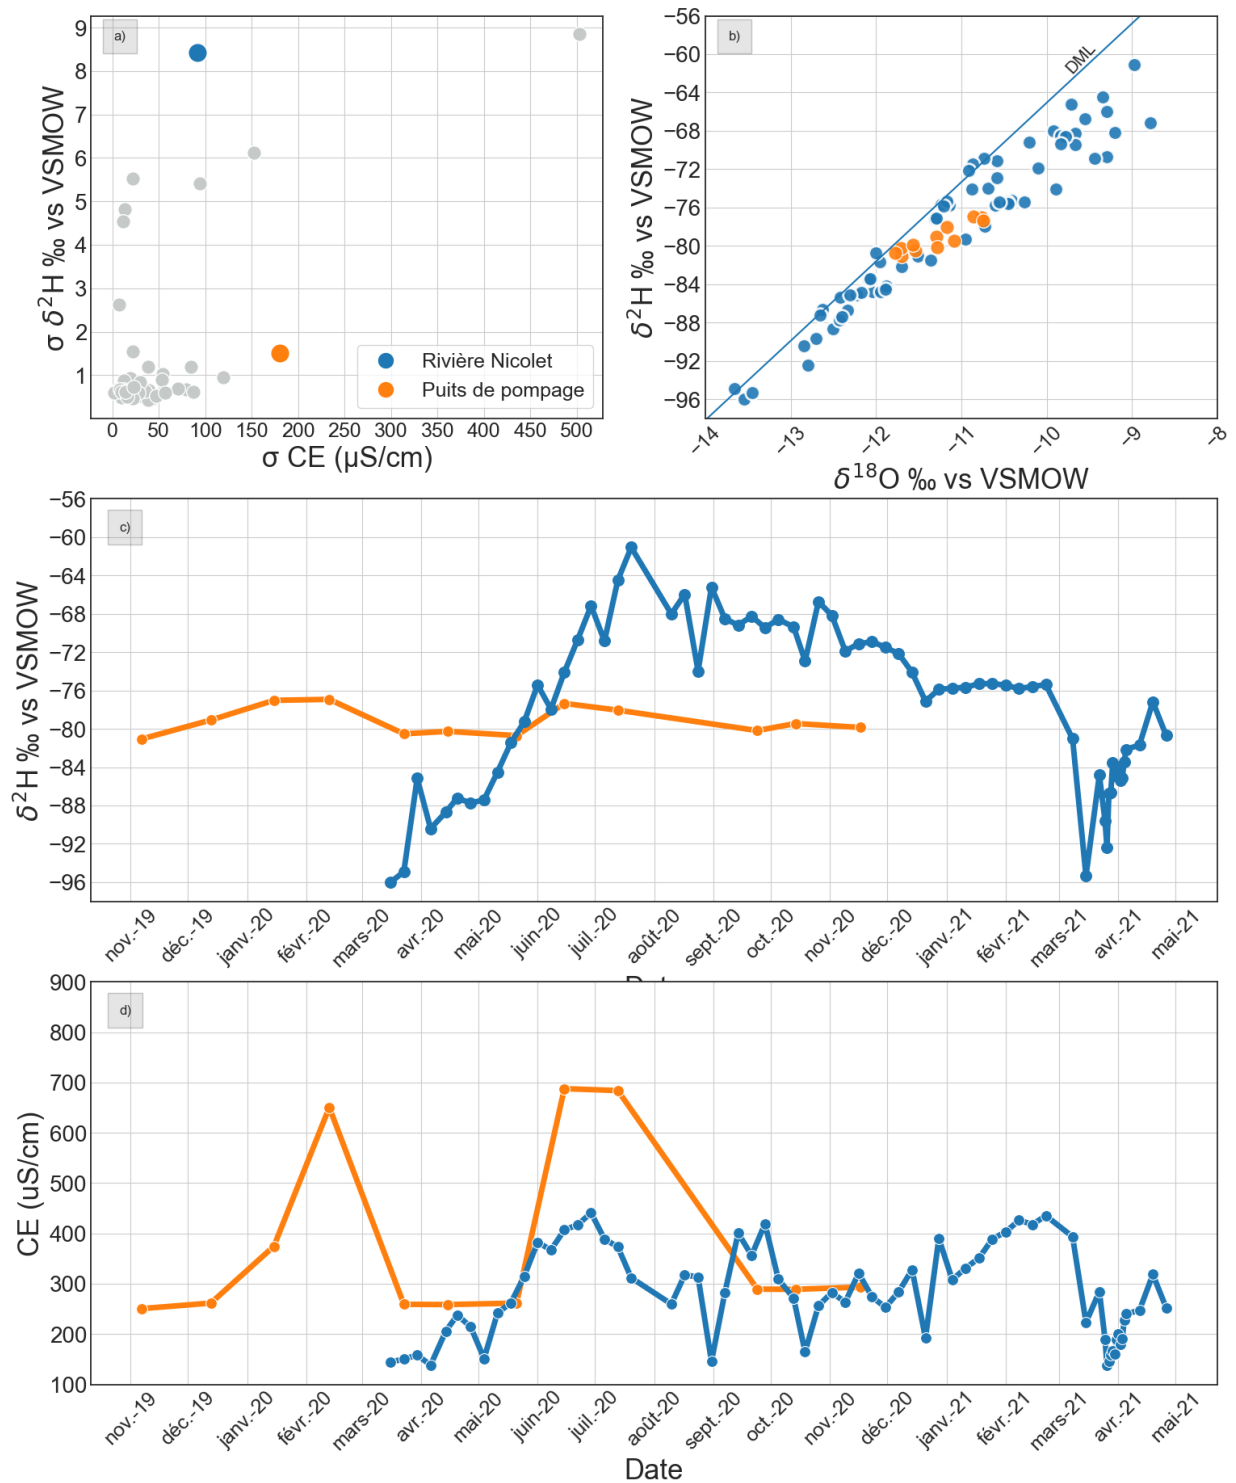 a)
9
8
7
6
5
4
3
2
1
σ δ²H ‰ vs VSMOW
0 50 100 150 200 250 300 350 400 450 500
σ CE (µS/cm)
Rivière Nicolet
Puits de pompage
b)
DML
−56
−60
−64
−68
−72
−76
−80
−84
−88
−92
−96
δ²H ‰ vs VSMOW
−14 −13 −12 −11 −10 −9 −8
δ¹⁸O ‰ vs VSMOW
c)
−56
−60
−64
−68
−72
−76
−80
−84
−88
−92
−96
δ²H ‰ vs VSMOW
nov.-19 déc.-19 janv.-20 févr.-20 mars-20 avr.-20 mai-20 juin-20 juil.-20 août-20 sept.-20 oct.-20 nov.-20 déc.-20 janv.-21 févr.-21 mars-21 avr.-21 mai-21
d)
900
800
700
600
500
400
300
200
100
CE (uS/cm)
nov.-19 déc.-19 janv.-20 févr.-20 mars-20 avr.-20 mai-20 juin-20 juil.-20 août-20 sept.-20 oct.-20 nov.-20 déc.-20 janv.-21 févr.-21 mars-21 avr.-21 mai-21
Date